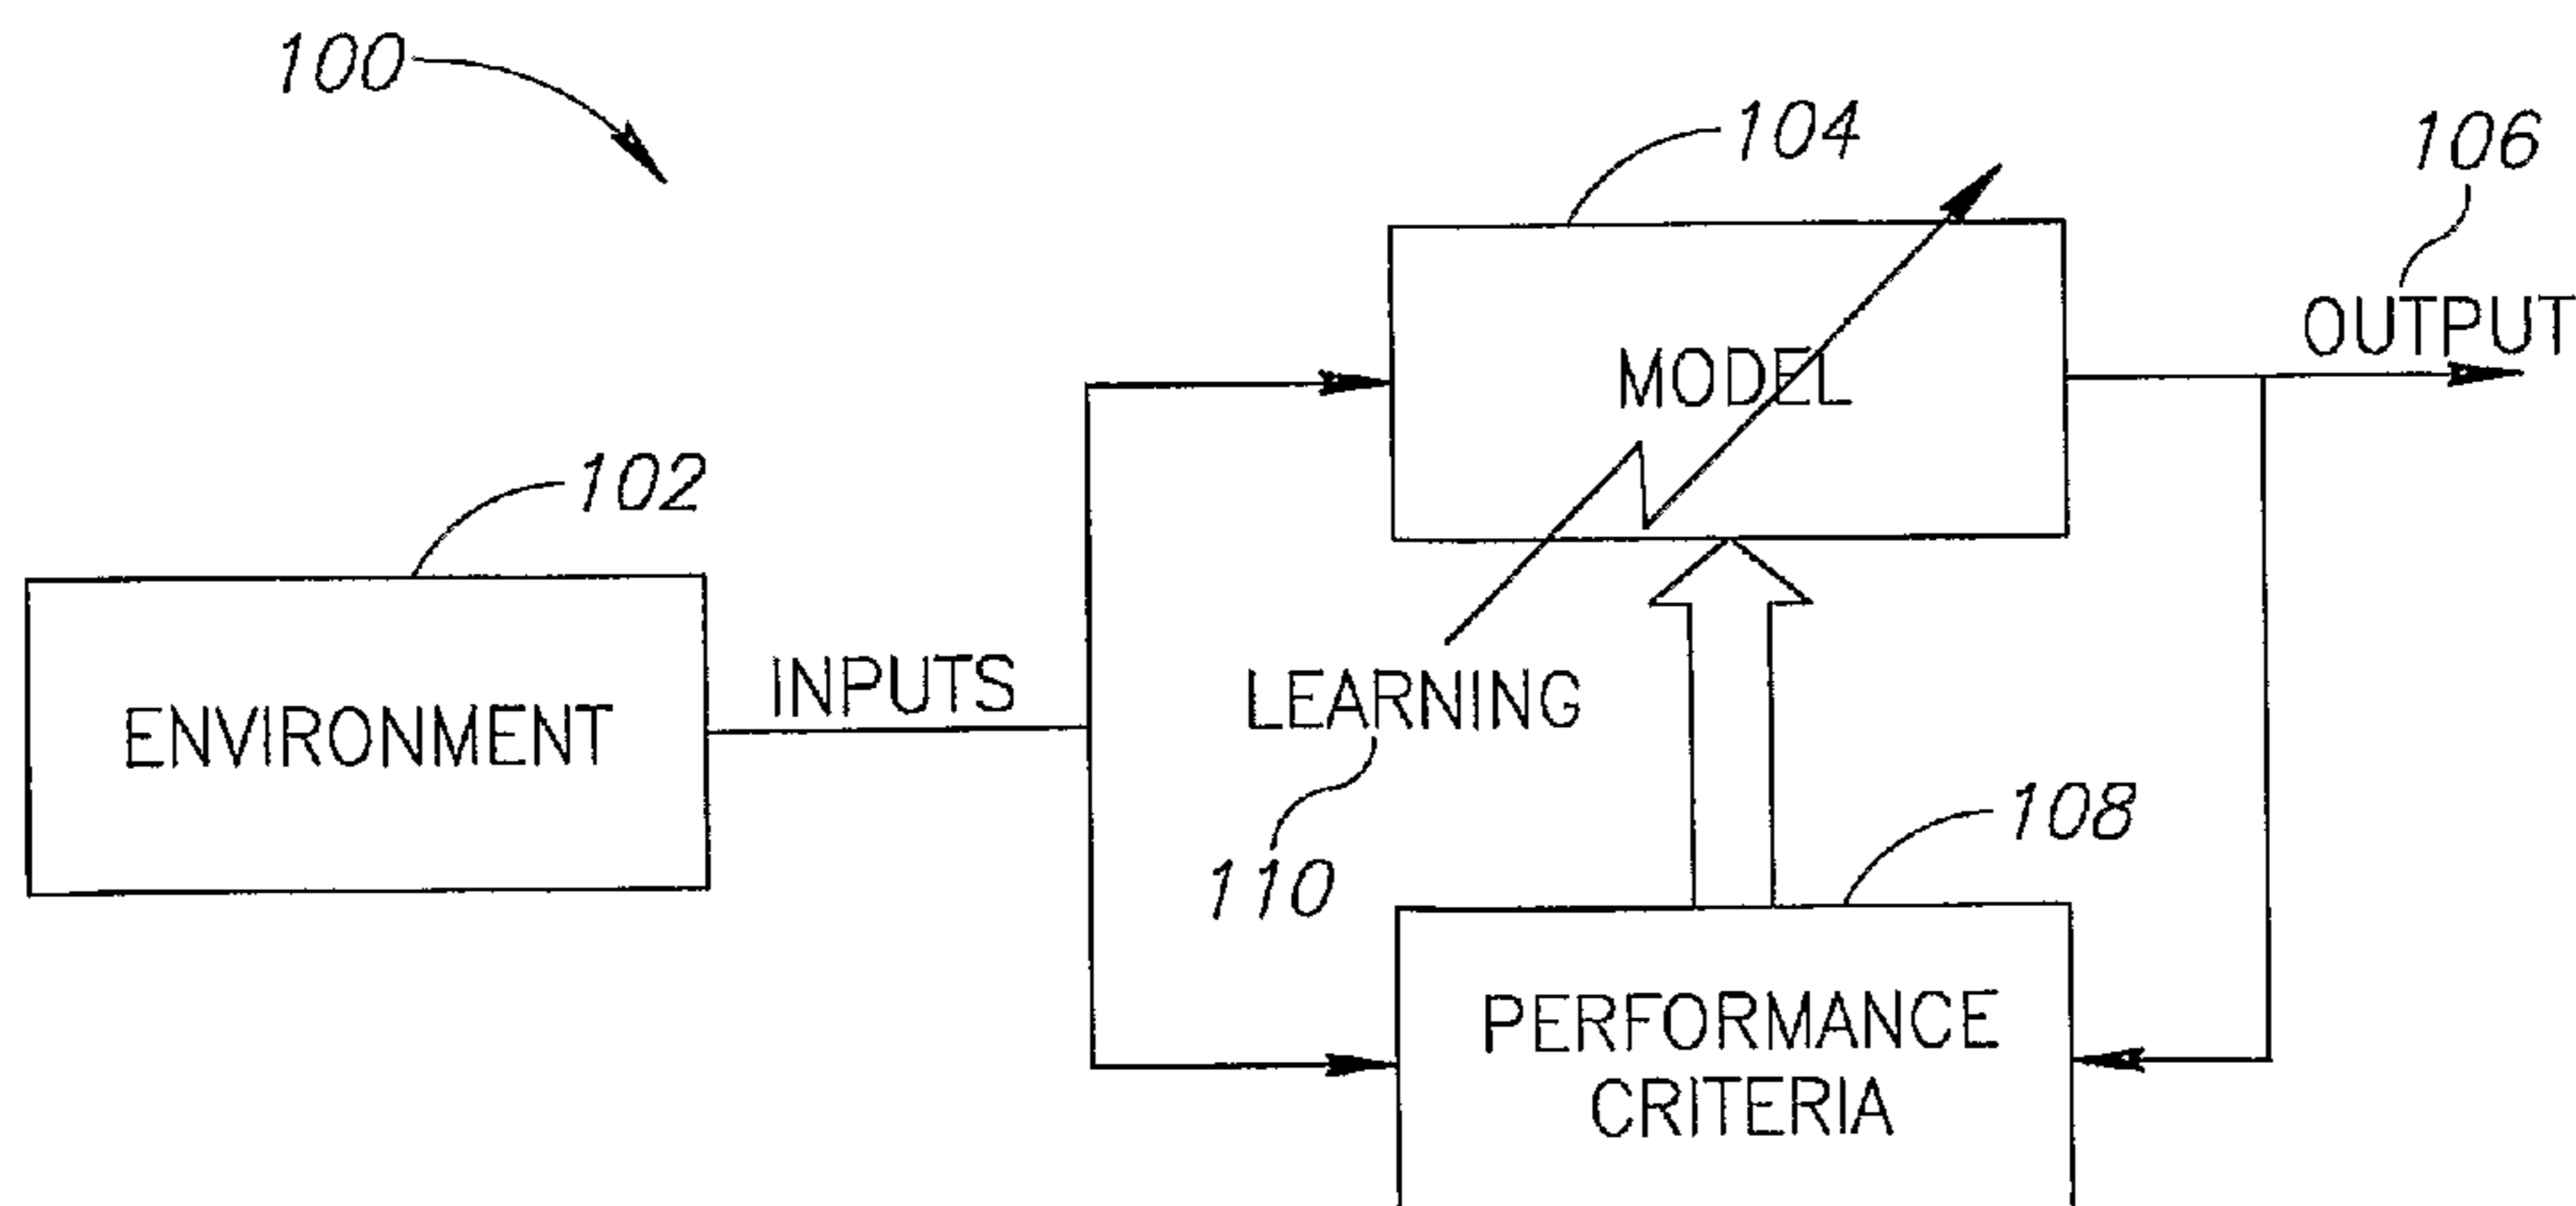 100
104
106
OUTPUT
MODEL
102
INPUTS
LEARNING
ENVIRONMENT
108
110
PERFORMANCE
CRITERIA